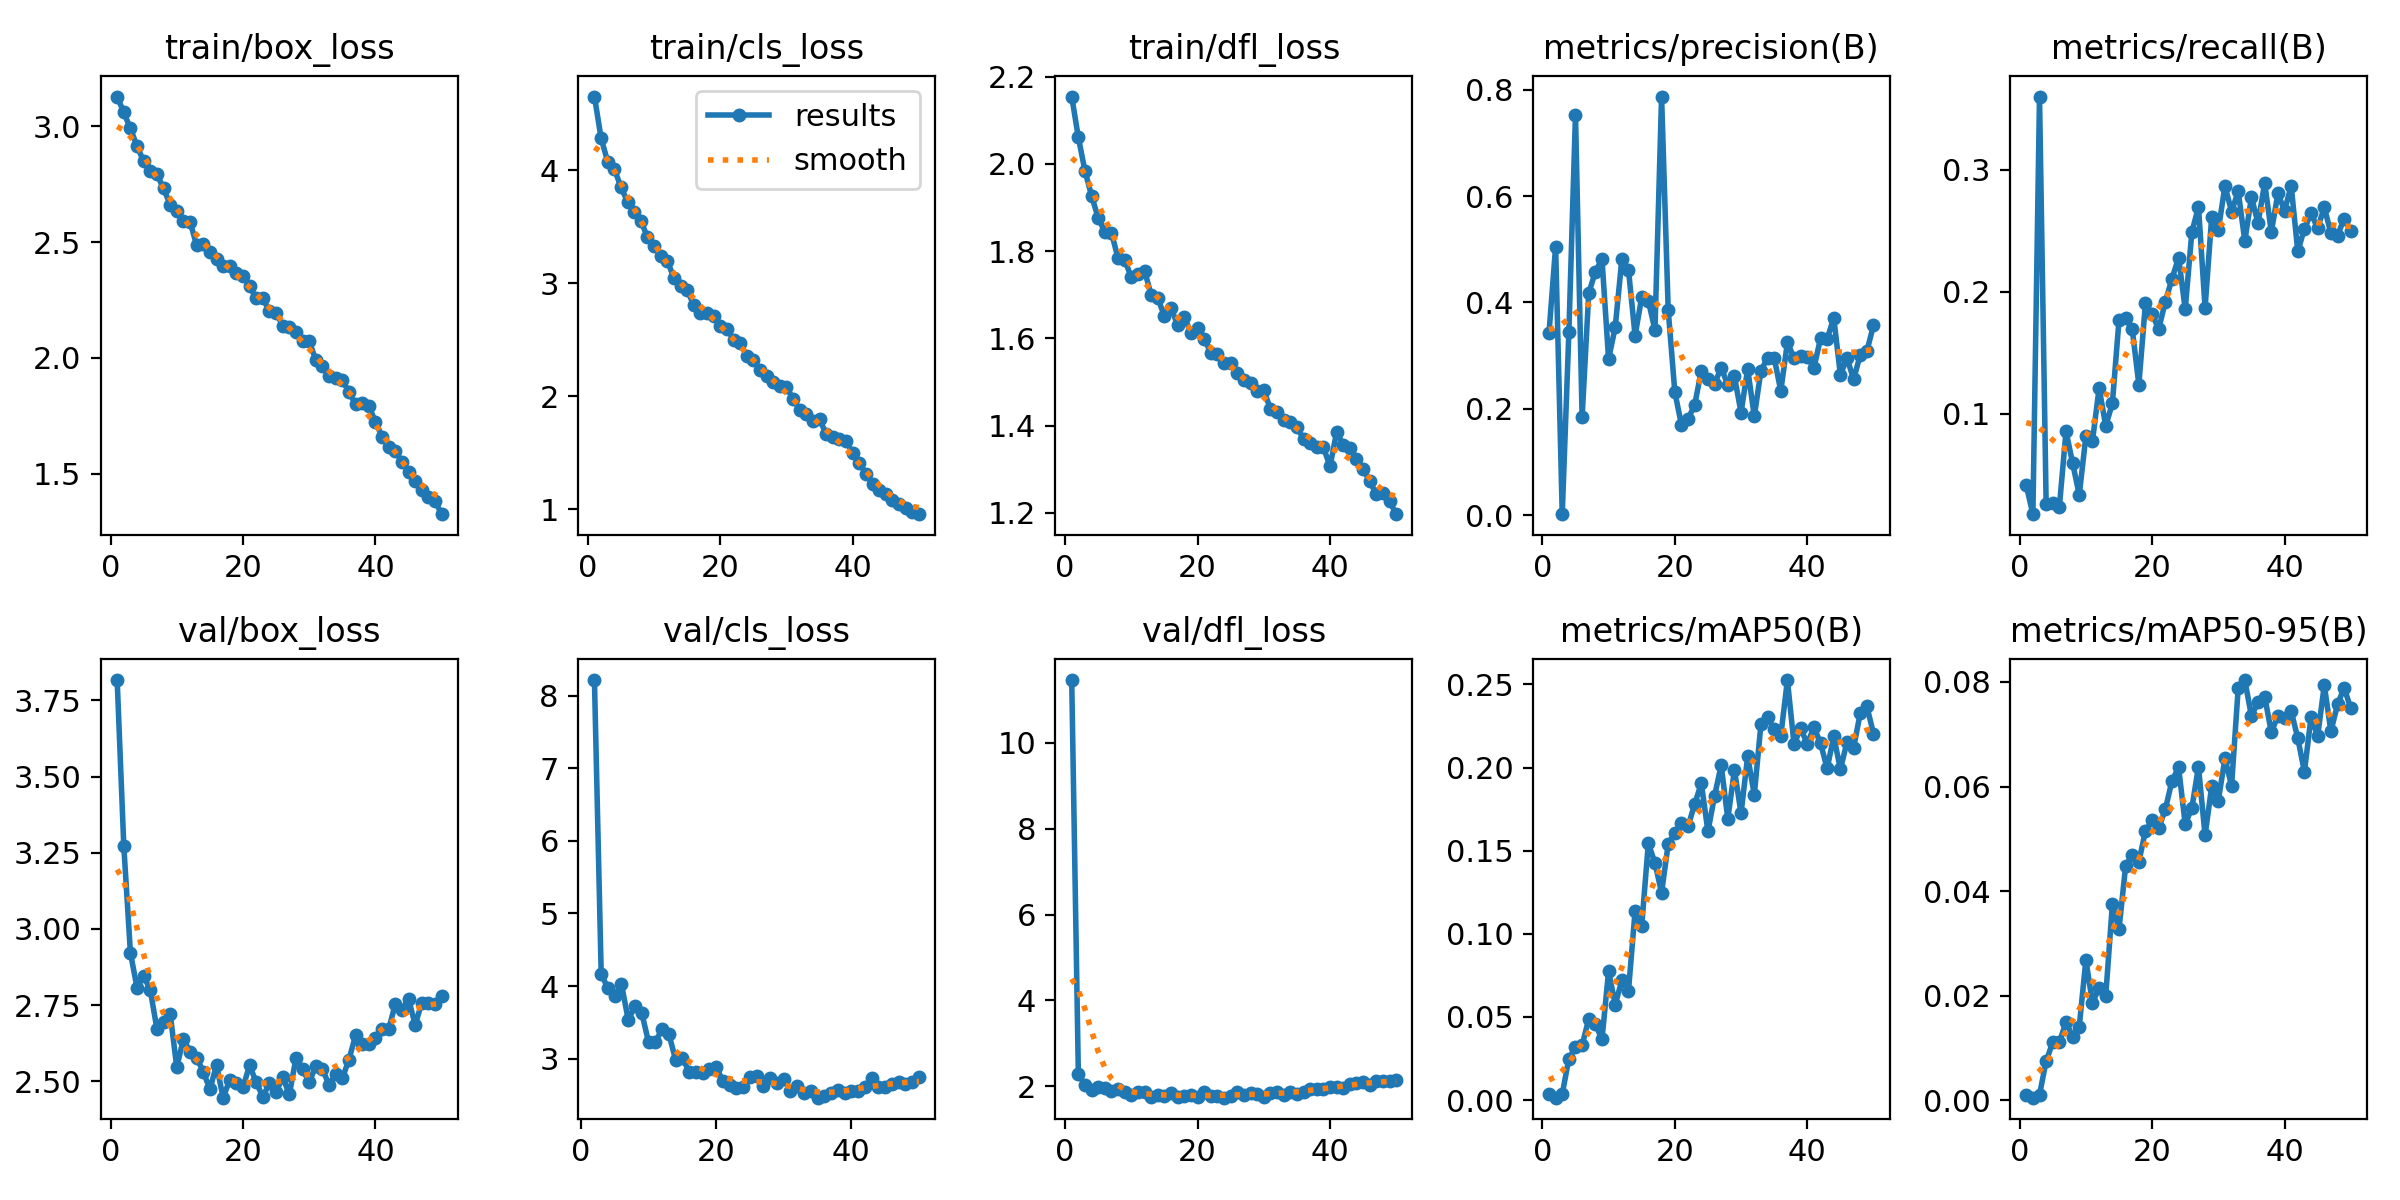 train/box_loss
train/cls_loss
train/dfl_loss
metrics/precision(B)
metrics/recall(B)
3.0
2.5
2.0
1.5
0 20 40
results
smooth
4
3
2
1
0 20 40
2.2
2.0
1.8
1.6
1.4
1.2
0 20 40
0.8
0.6
0.4
0.2
0.0
0 20 40
0.3
0.2
0.1
0 20 40
val/box_loss
val/cls_loss
val/dfl_loss
metrics/mAP50(B)
metrics/mAP50-95(B)
3.75
3.50
3.25
3.00
2.75
2.50
0 20 40
8
7
6
5
4
3
0 20 40
10
8
6
4
2
0 20 40
0.25
0.20
0.15
0.10
0.05
0.00
0 20 40
0.08
0.06
0.04
0.02
0.00
0 20 40